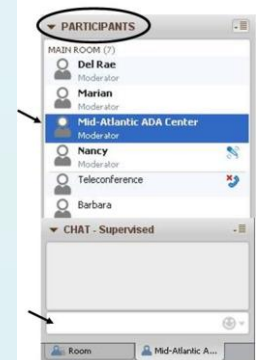 PARTICIPANTS
MAIN ROOM (7)
Del Rae
Moderator
Marian
Moderator
Mid-Atlantic ADA Center
Moderator
Nancy
Moderator
Teleconference
Barbara
CHAT - Supervised
Room
Mid-Atlantic A...